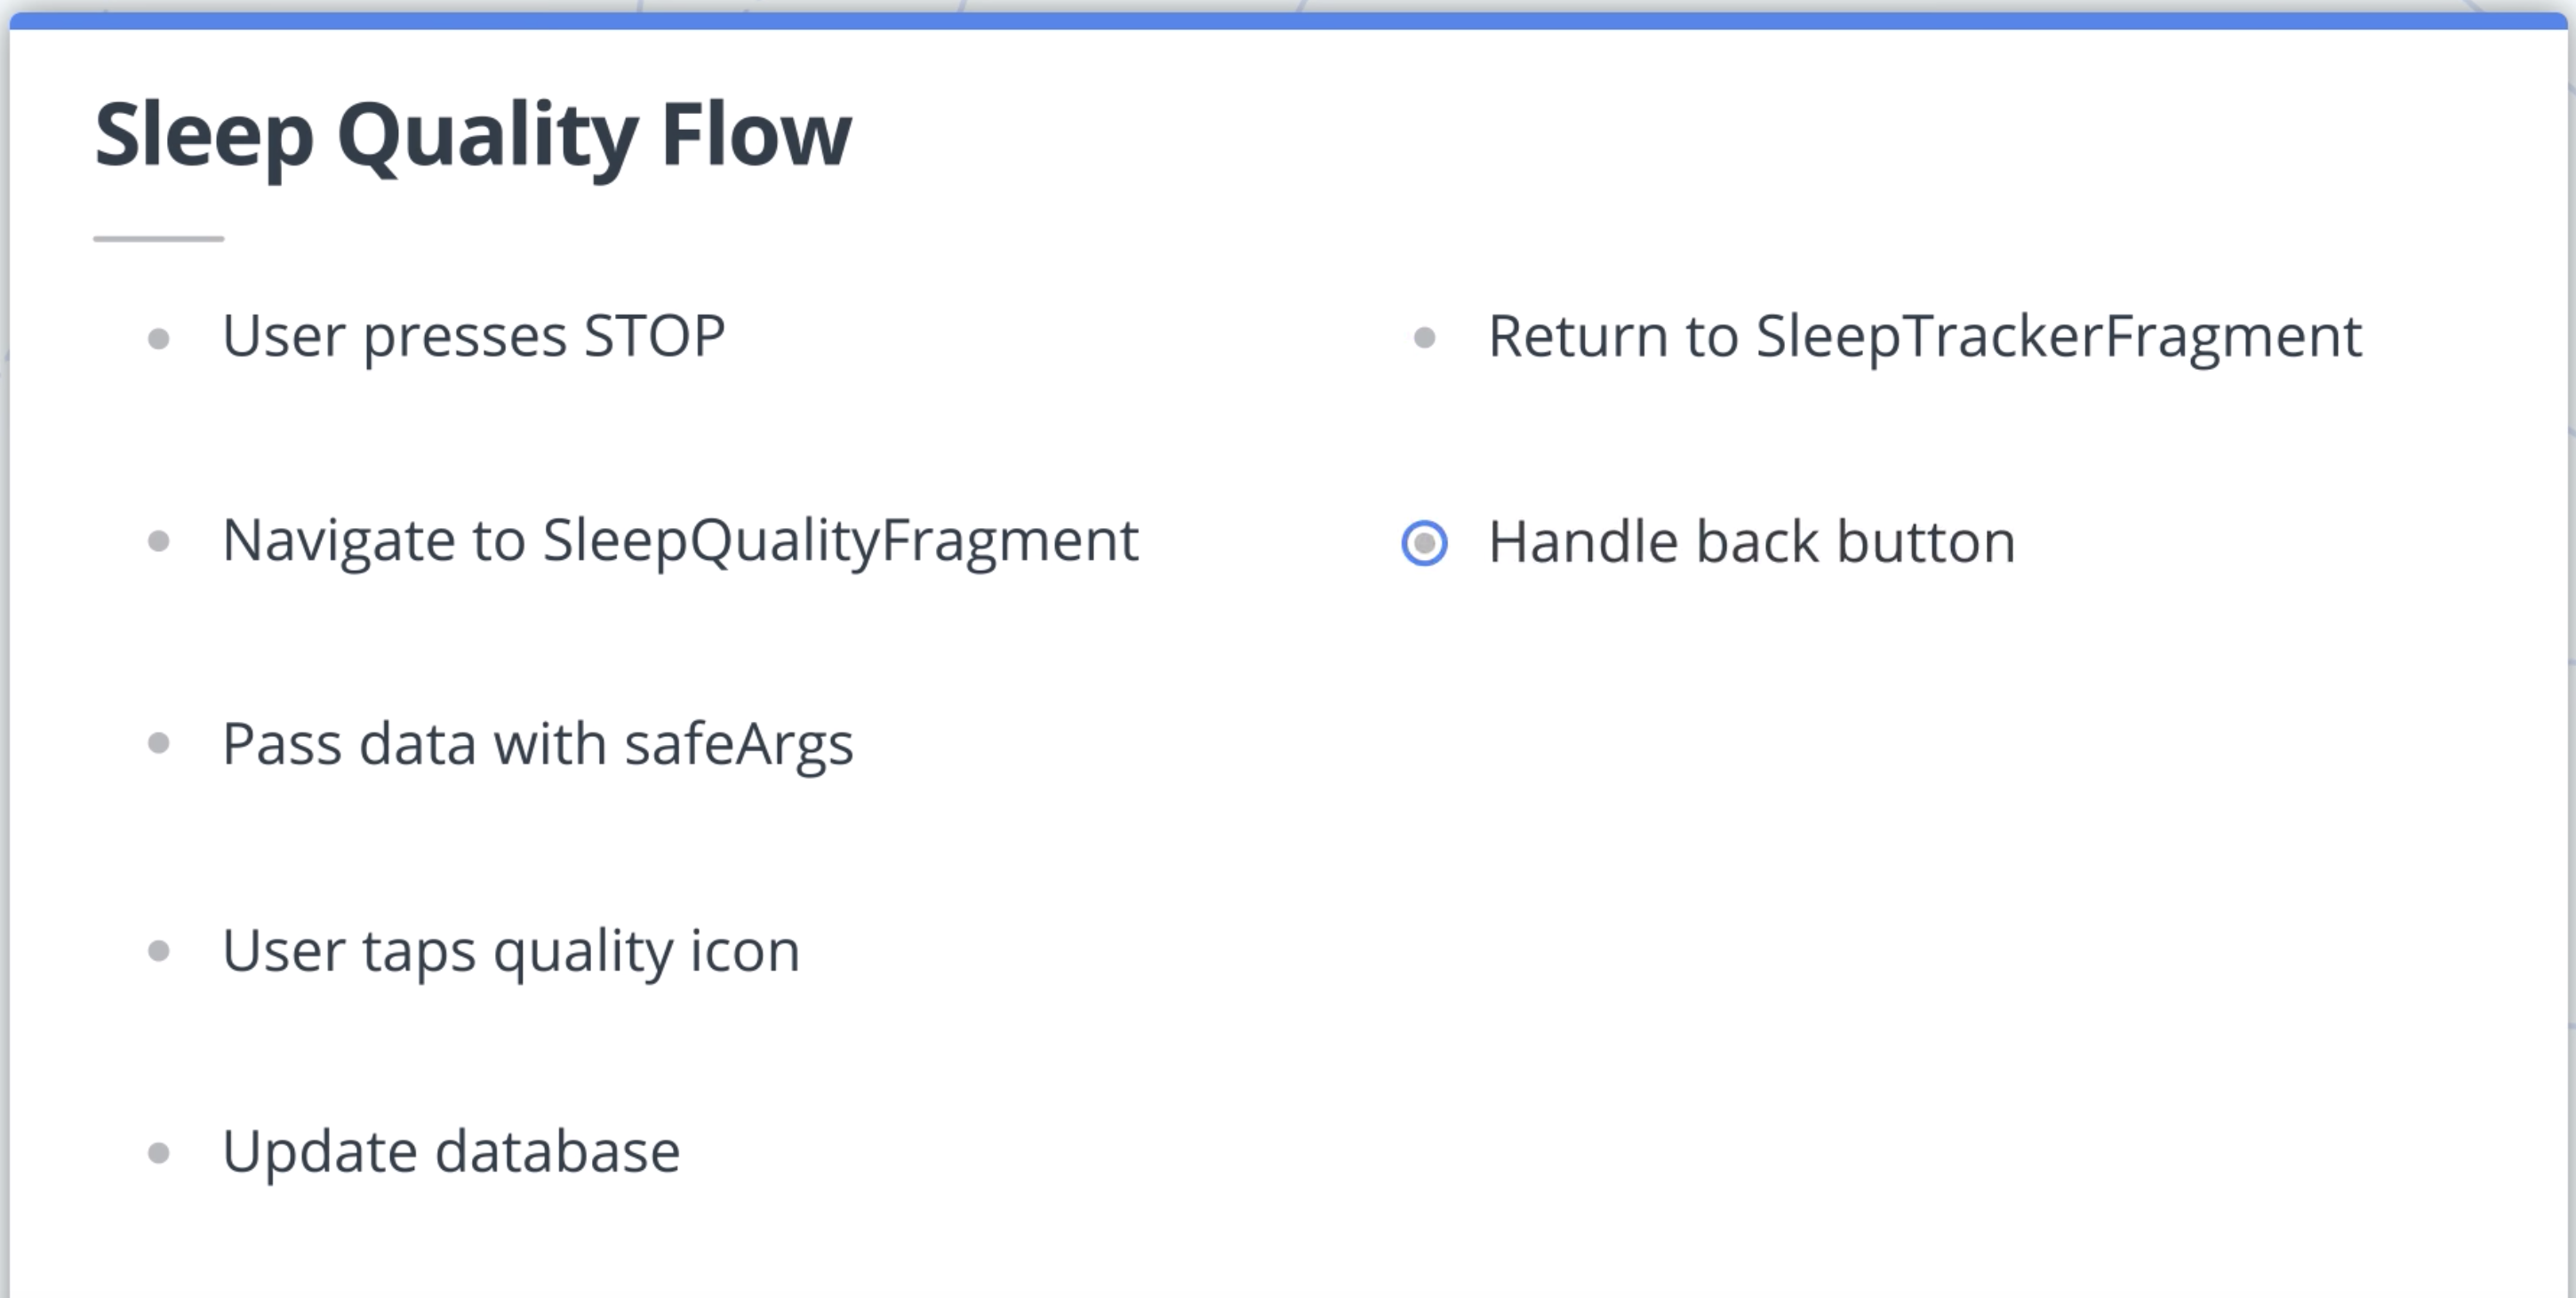 Sleep Quality Flow
User presses STOP
Navigate to SleepQualityFragment
Pass data with safeArgs
User taps quality icon
Update database
Return to SleepTrackerFragment
Handle back button